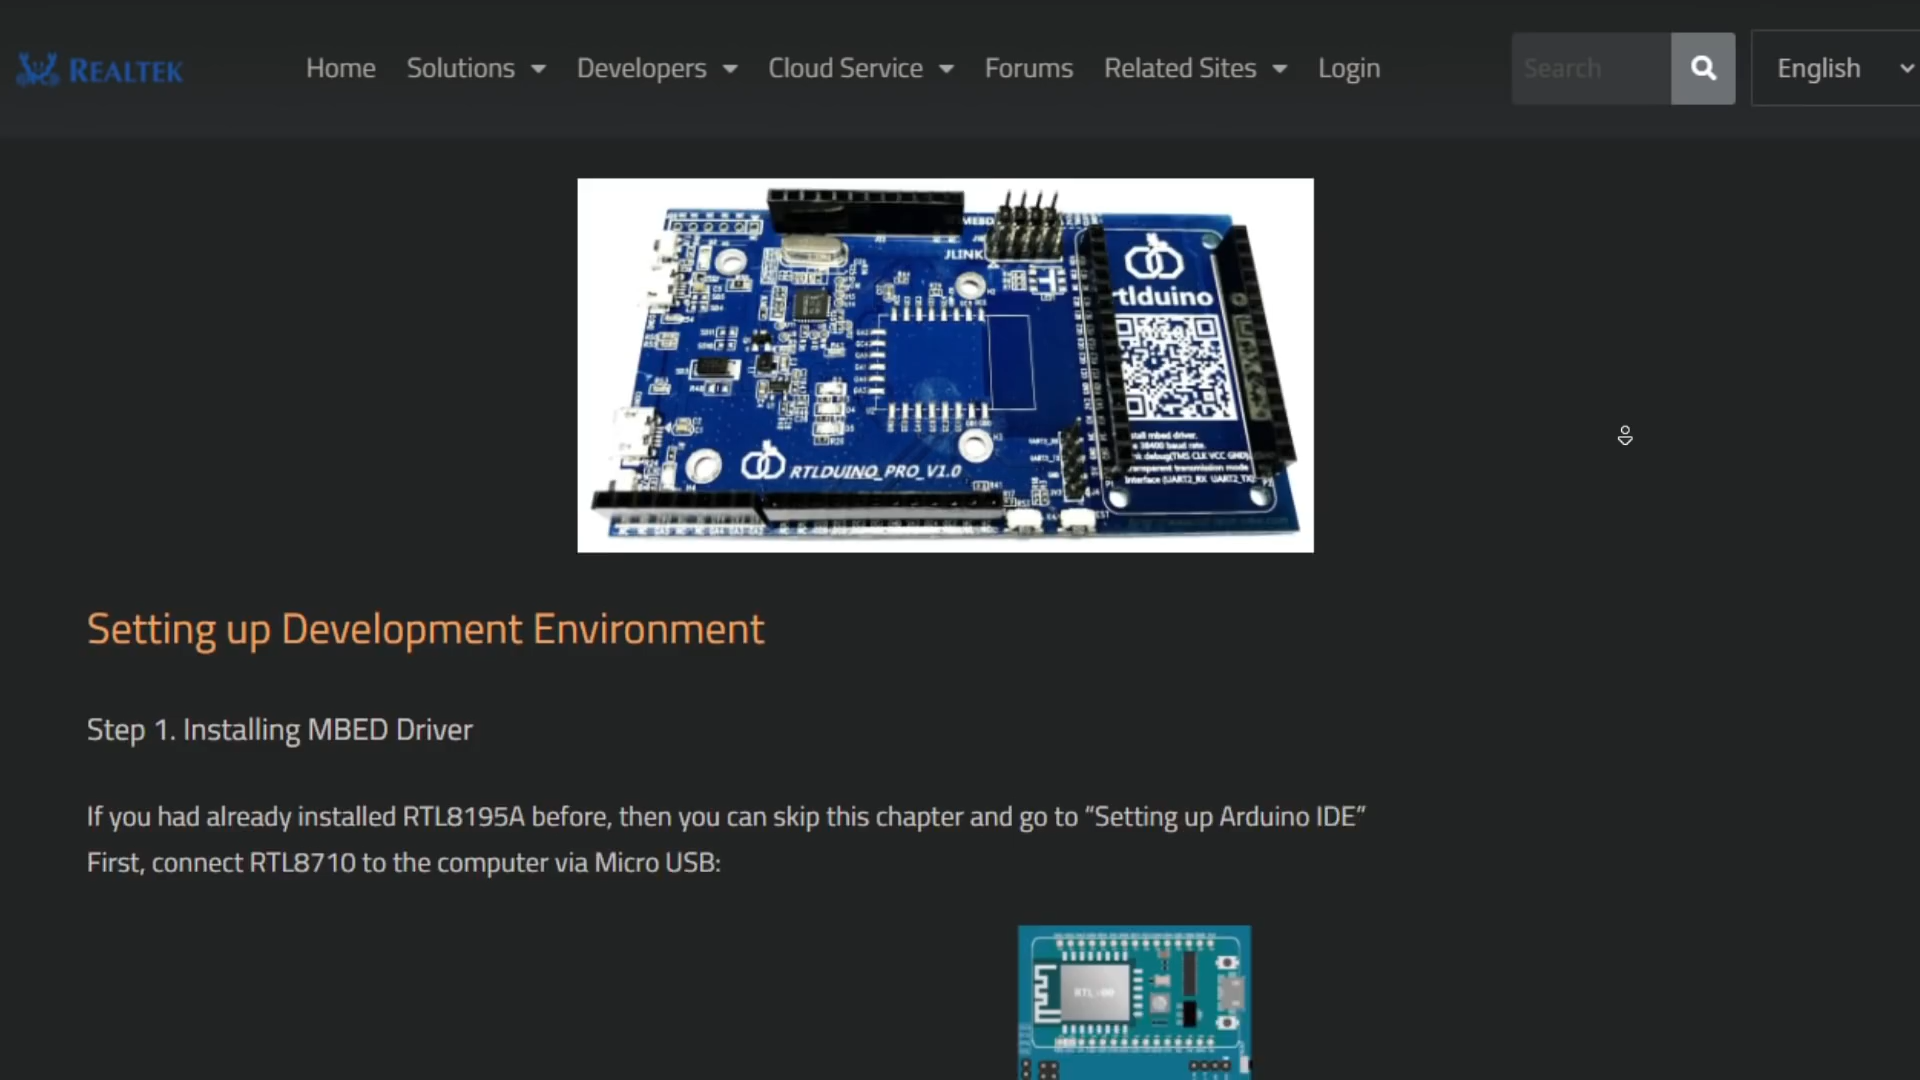 REALTEK
Home Solutions Developers Cloud Service Forums Related Sites Login
Search
English
MEBD
JLINK
rtlduino
RTLDUINO_PRO_V1.0
Setting up Development Environment
Step 1. Installing MBED Driver
If you had already installed RTL8195A before, then you can skip this chapter and go to “Setting up Arduino IDE”
First, connect RTL8710 to the computer via Micro USB: